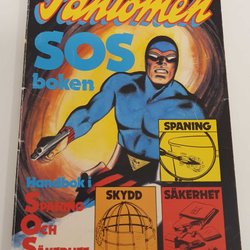 Fantomen
SOS
boken
SPANING
Handbok i
Spaning
Och
Säkerhet
SKYDD
SÄKERHET